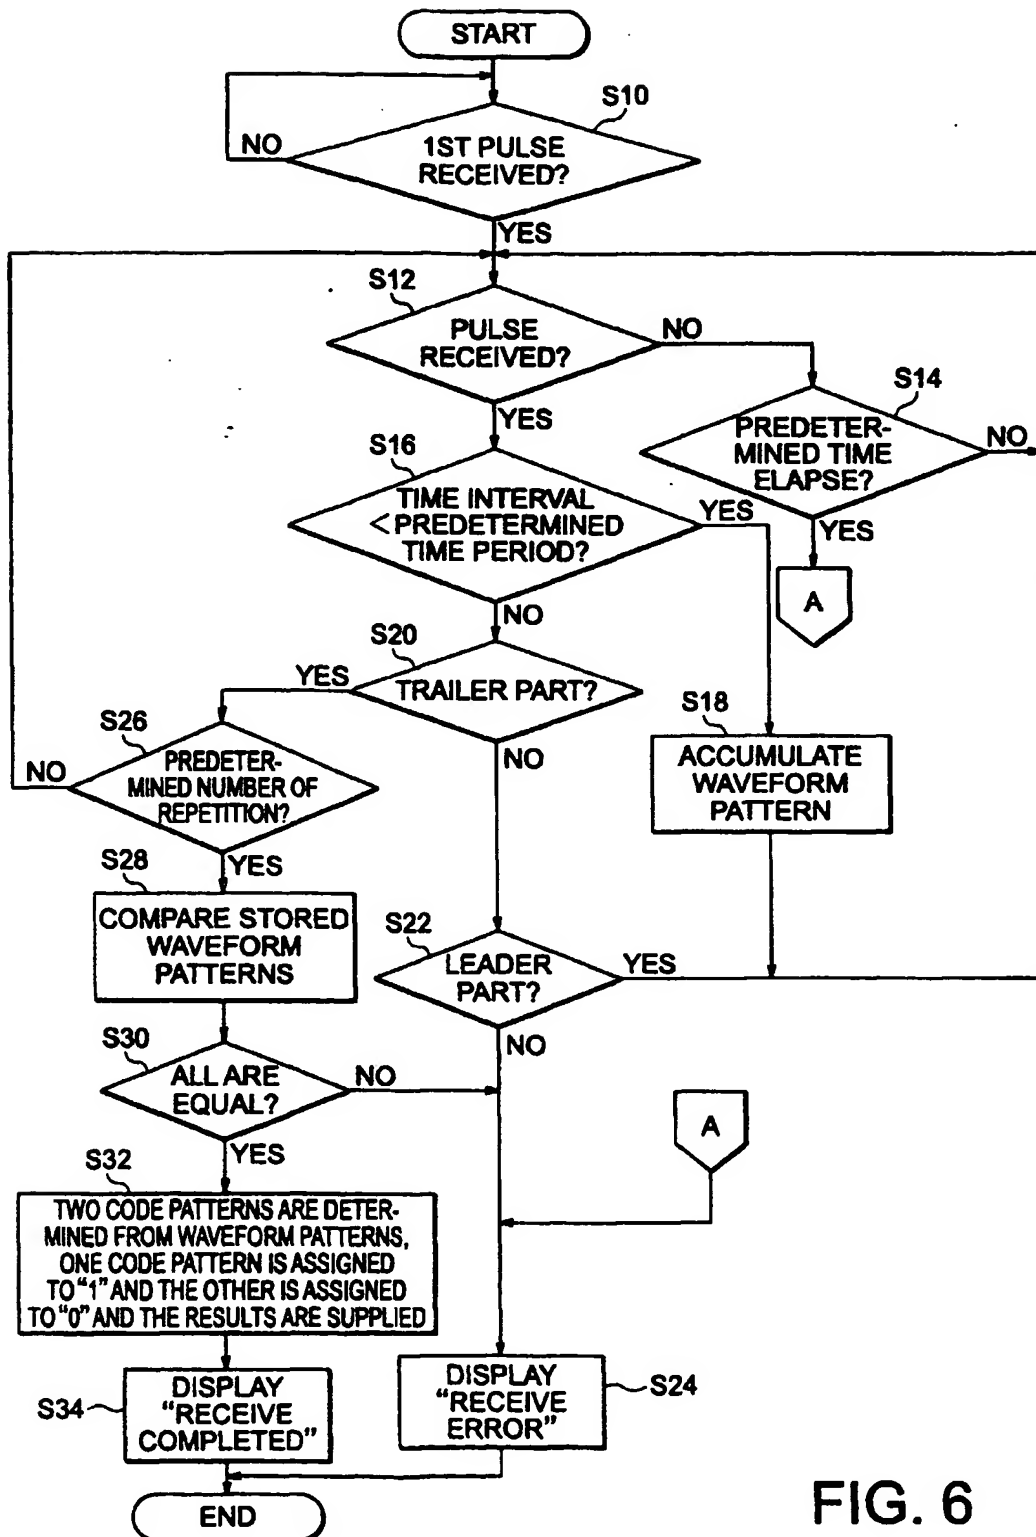 START
S10
NO
1ST PULSE
RECEIVED?
YES
S12
PULSE
RECEIVED?
NO
YES
S14
PREDETER-
MINED TIME
ELAPSE?
NO
YES
A
S16
TIME INTERVAL
<PREDETERMINED
TIME PERIOD?
YES
NO
S20
TRAILER PART?
YES
NO
S18
ACCUMULATE
WAVEFORM
PATTERN
S26
PREDETER-
MINED NUMBER OF
REPETITION?
NO
YES
S28
COMPARE STORED
WAVEFORM
PATTERNS
S22
LEADER
PART?
YES
NO
S30
ALL ARE
EQUAL?
NO
YES
A
S32
TWO CODE PATTERNS ARE DETER-
MINED FROM WAVEFORM PATTERNS,
ONE CODE PATTERN IS ASSIGNED
TO "1" AND THE OTHER IS ASSIGNED
TO "0" AND THE RESULTS ARE SUPPLIED
S34
DISPLAY
"RECEIVE
COMPLETED"
DISPLAY
"RECEIVE
ERROR"
S24
END
FIG. 6